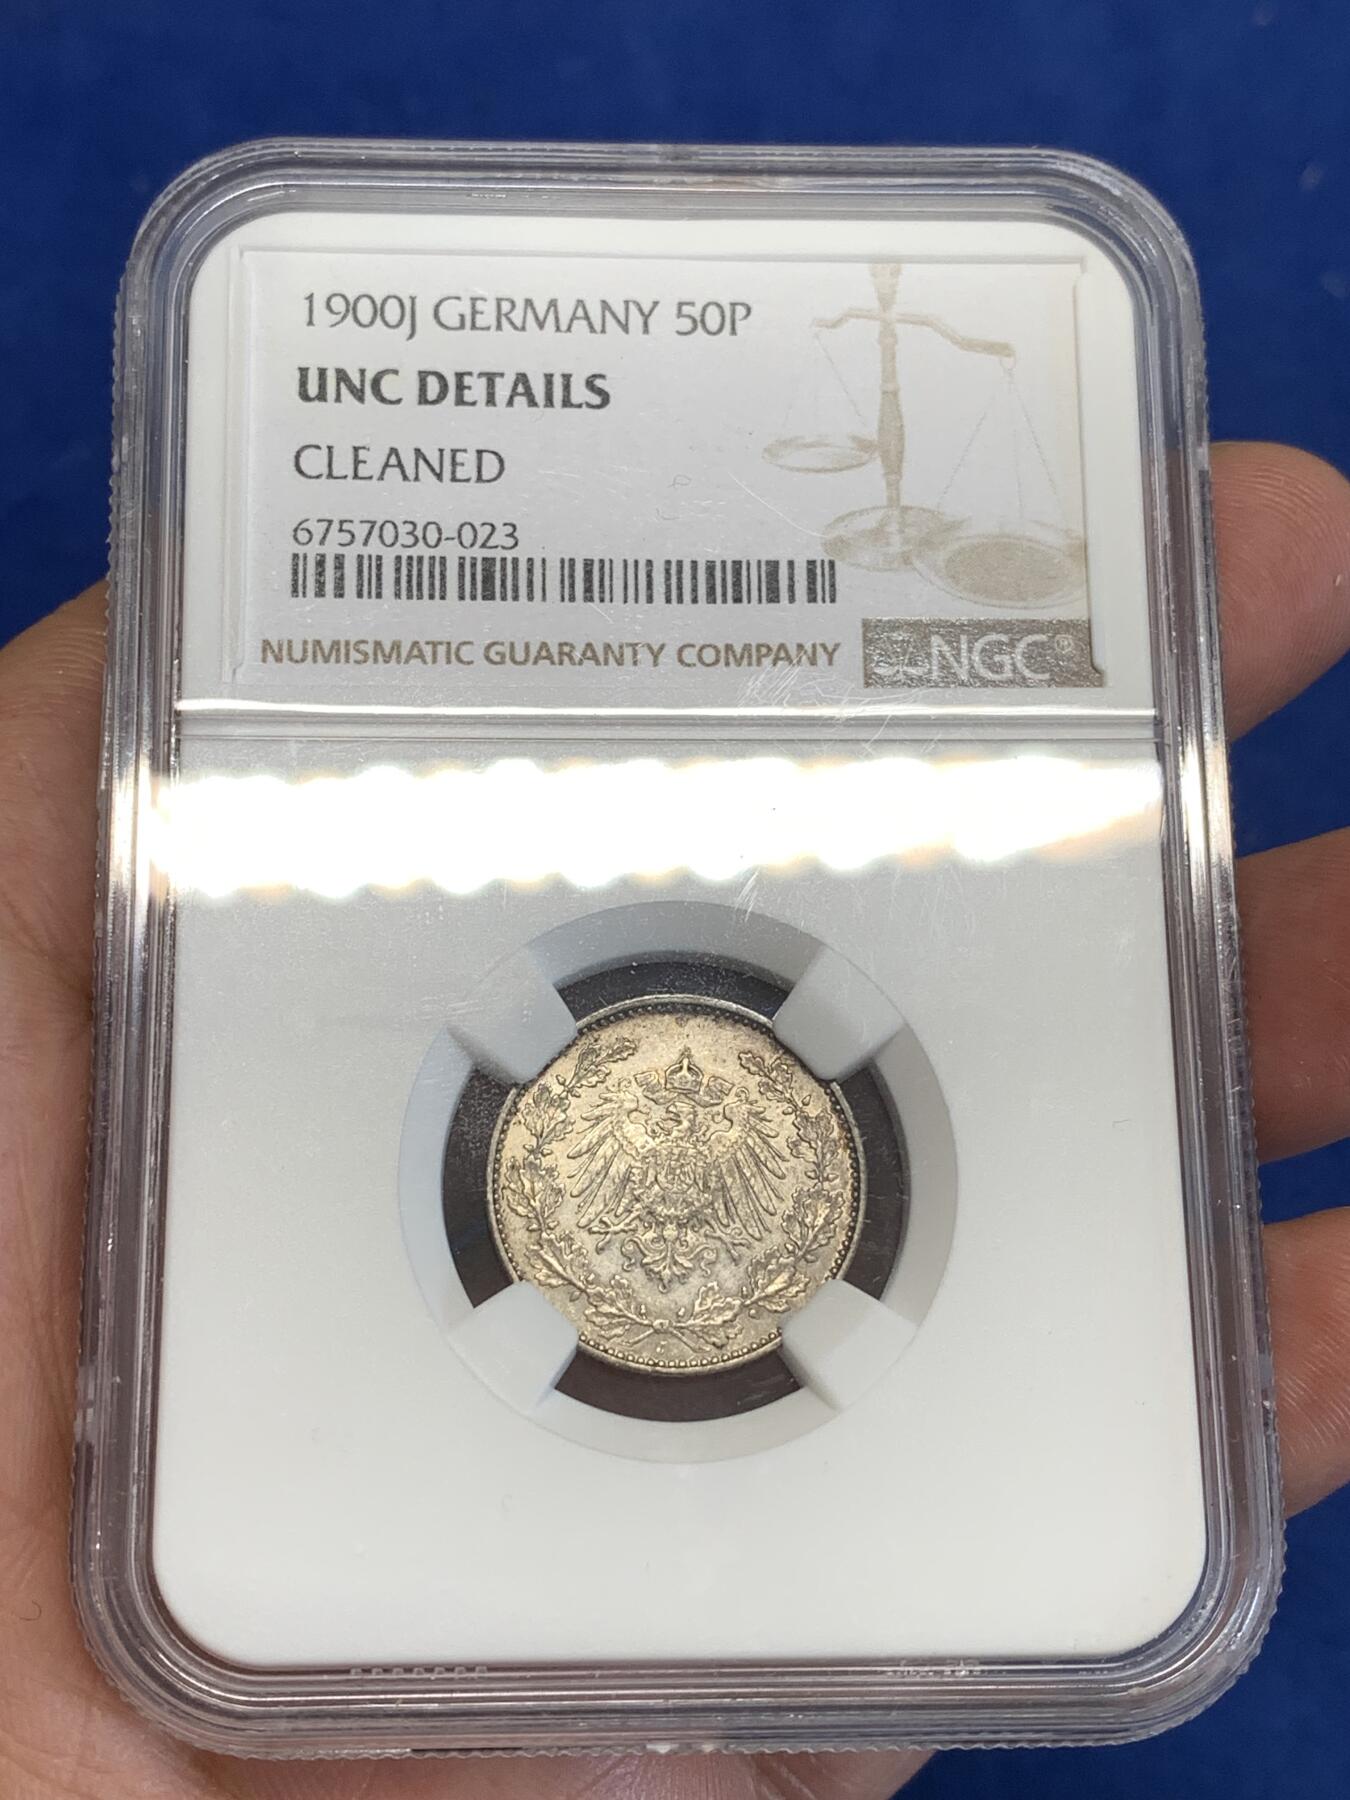 1900J GERMANY 50P
UNC DETAILS
CLEANED
6757030-023
NUMISMATIC GUARANTY COMPANY
NGC®